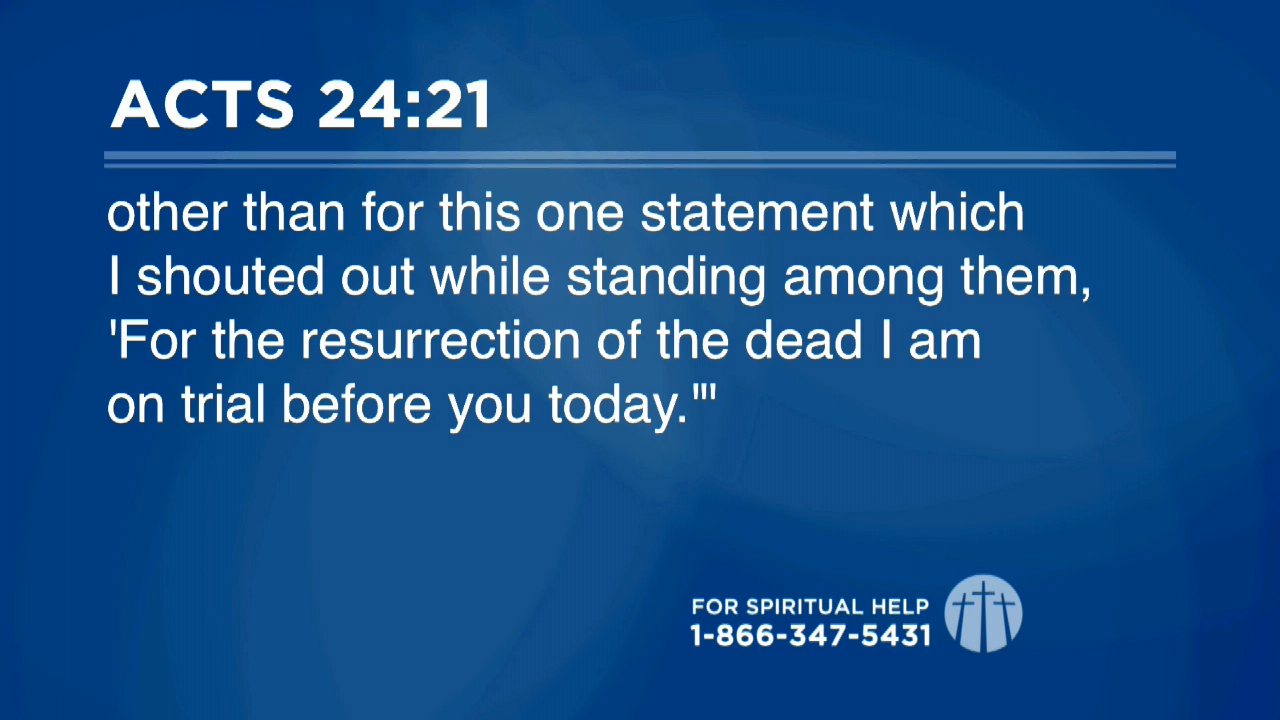 ACTS 24:21
other than for this one statement which
I shouted out while standing among them,
'For the resurrection of the dead I am
on trial before you today.'"
FOR SPIRITUAL HELP
1-866-347-5431